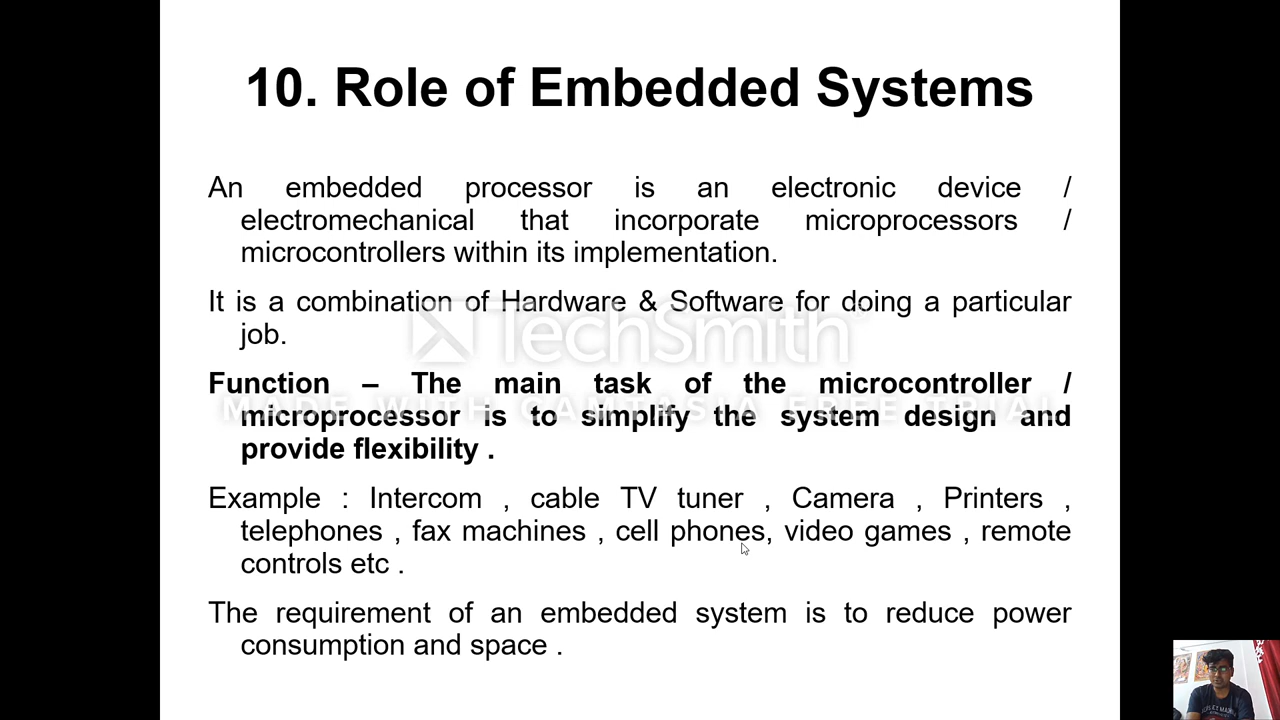 10. Role of Embedded Systems
An embedded processor is an electronic device /
electromechanical that incorporate microprocessors /
microcontrollers within its implementation.
It is a combination of Hardware & Software for doing a particular
job.
TechSmith
Function – The main task of the microcontroller /
MADE WITH CAMTASIA FREE TRIAL
microprocessor is to simplify the system design and
provide flexibility .
Example : Intercom , cable TV tuner , Camera , Printers ,
telephones , fax machines , cell phones, video games , remote
controls etc .
The requirement of an embedded system is to reduce power
consumption and space .